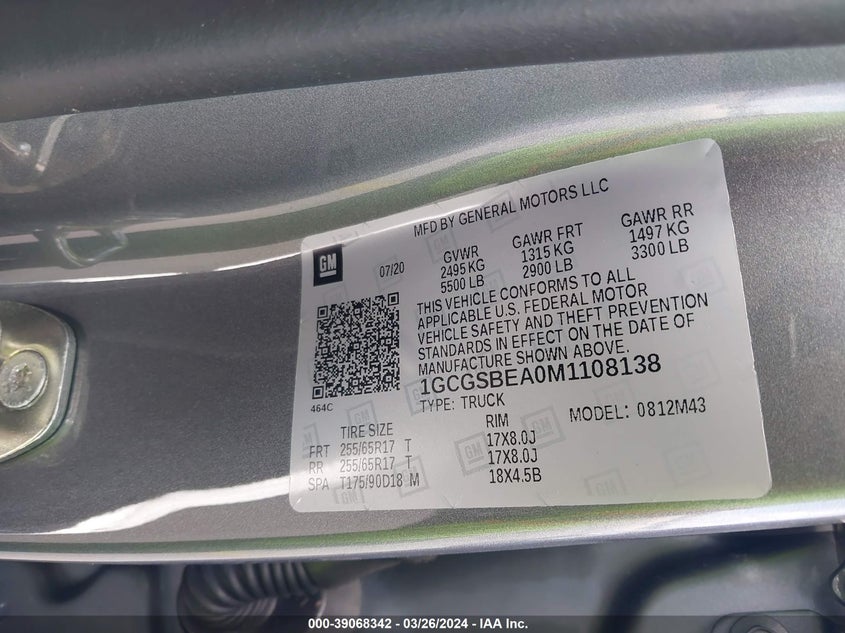 MFD BY GENERAL MOTORS LLC
GM
07/20
GVWR GAWR FRT GAWR RR
2495 KG 1315 KG 1497 KG
5500 LB 2900 LB 3300 LB
THIS VEHICLE CONFORMS TO ALL
APPLICABLE U.S. FEDERAL MOTOR
VEHICLE SAFETY AND THEFT PREVENTION
STANDARDS IN EFFECT ON THE DATE OF
MANUFACTURE SHOWN ABOVE.
1GCGSBEA0M1108138
464C
TYPE: TRUCK MODEL: 0812M43
TIRE SIZE RIM
FRT 255/65R17 T 17X8.0J
RR 255/65R17 T 17X8.0J
SPA T175/90D18 M 18X4.5B
000-39068342 - 03/26/2024 - IAA Inc.